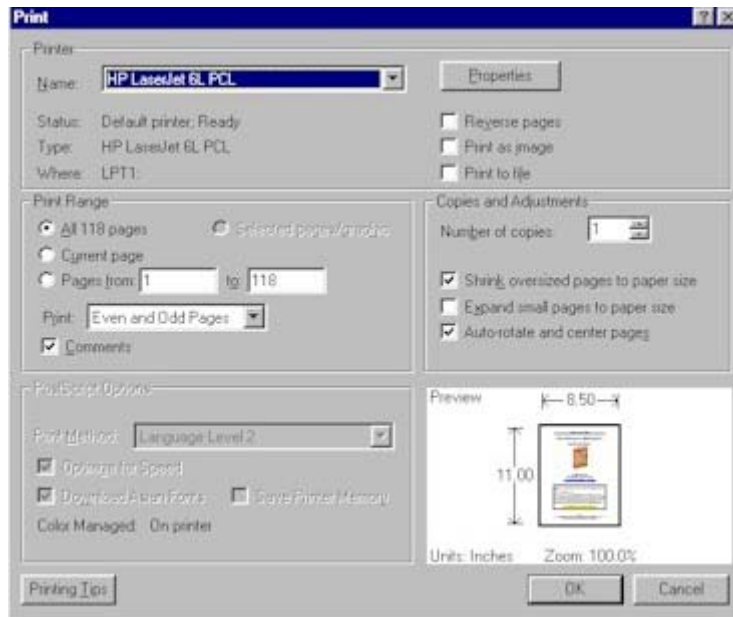 Print
Printer
Name: HP LaserJet 6L PCL
Properties
Status: Default printer; Ready
Type: HP LaserJet 6L PCL
Where: LPT1:
Reverse pages
Print as image
Print to file
Print Range
All 118 pages
Selected pages/graphic
Current page
Pages from: 1 to: 118
Print: Even and Odd Pages
Comments
Copies and Adjustments
Number of copies: 1
Shrink oversized pages to paper size
Expand small pages to paper size
Auto-rotate and center pages
PostScript Options
Print Method: Language Level 2
Optimize for Speed
Download Asian Fonts
Save Printer Memory
Color Managed: On printer
Preview
8.50
11.00
Units: Inches Zoom: 100.0%
Printing Tips
OK
Cancel